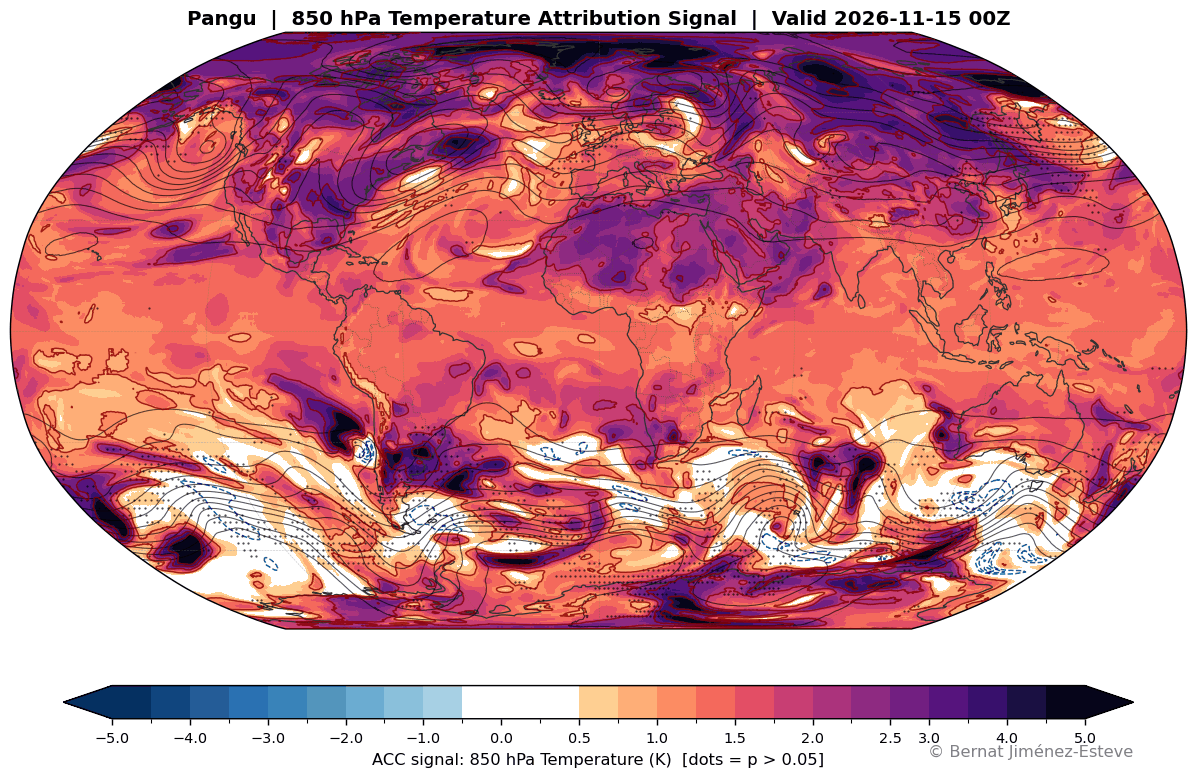 Pangu | 850 hPa Temperature Attribution Signal | Valid 2026-11-15 00Z
−5.0 −4.0 −3.0 −2.0 −1.0 0.0 0.5 1.0 1.5 2.0 2.5 3.0 4.0 5.0
© Bernat Jiménez-Esteve
ACC signal: 850 hPa Temperature (K) [dots = p > 0.05]